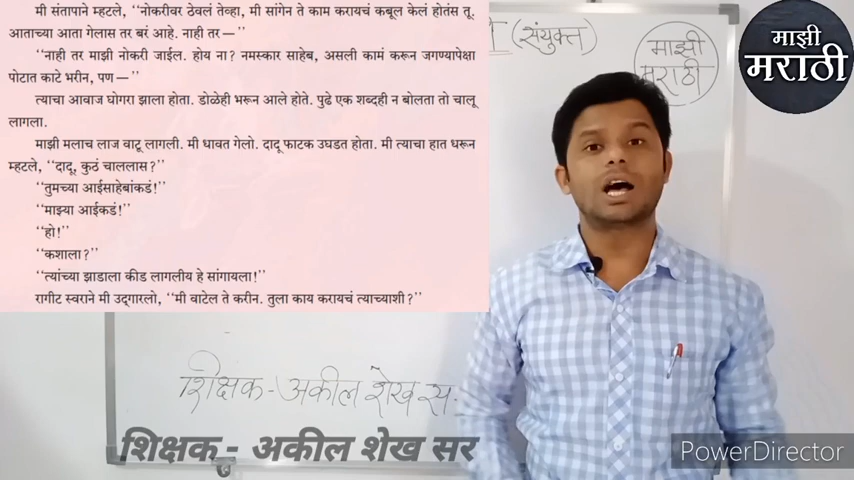 मी संतापाने म्हटले, ‘‘नोकरीवर ठेवलं तेव्हा, मी सांगेन ते काम करायचं कबूल केलं होतंस तू.
आताच्या आता गेलास तर बरं आहे. नाही तर —’’
‘‘नाही तर माझी नोकरी जाईल. होय ना? नमस्कार साहेब, असली कामं करून जगण्यापेक्षा
पोटात काटे भरीन, पण —’’
त्याचा आवाज घोगरा झाला होता. डोळेही भरून आले होते. पुढे एक शब्दही न बोलता तो चालू
लागला.
माझी मलाच लाज वाटू लागली. मी धावत गेलो. दादू फाटक उघडत होता. मी त्याचा हात धरून
म्हटले, ‘‘दादू, कुठं चाललास?’’
‘‘तुमच्या आईसाहेबांकडं!’’
‘‘माझ्या आईकडं!’’
‘‘हो!’’
‘‘कशाला?’’
‘‘त्यांच्या झाडाला कीड लागलीय हे सांगायला!’’
रागीट स्वराने मी उद्गारलो, ‘‘मी वाटेल ते करीन. तुला काय करायचं त्याच्याशी?’’
(संयुक्त)
माझी
मराठी
माझी
मराठी
शिक्षक - अकील शेख स
शिक्षक - अकील शेख सर
PowerDirector